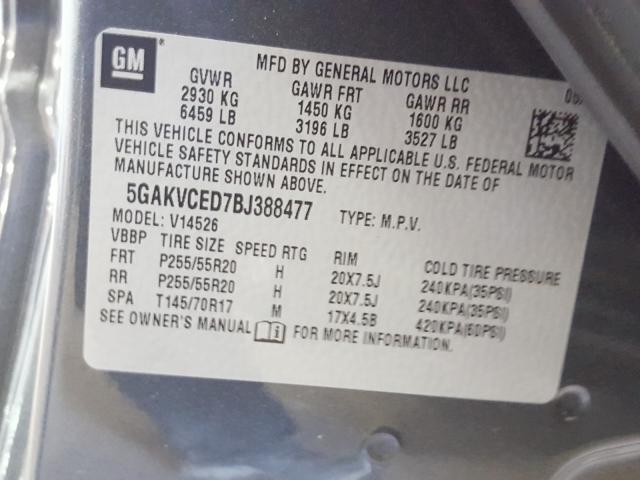 GM
MFD BY GENERAL MOTORS LLC
GVWR GAWR FRT GAWR RR
2930 KG 1450 KG 1600 KG
6459 LB 3196 LB 3527 LB
THIS VEHICLE CONFORMS TO ALL APPLICABLE U.S. FEDERAL MOTOR
VEHICLE SAFETY STANDARDS IN EFFECT ON THE DATE OF
MANUFACTURE SHOWN ABOVE.
5GAKVCED7BJ388477 TYPE: M.P.V.
MODEL: V14526
VBBP TIRE SIZE SPEED RTG RIM COLD TIRE PRESSURE
FRT P255/55R20 H 20X7.5J 240KPA(35PSI)
RR P255/55R20 H 20X7.5J 240KPA(35PSI)
SPA T145/70R17 M 17X4.5B 420KPA(60PSI)
SEE OWNER'S MANUAL FOR MORE INFORMATION.